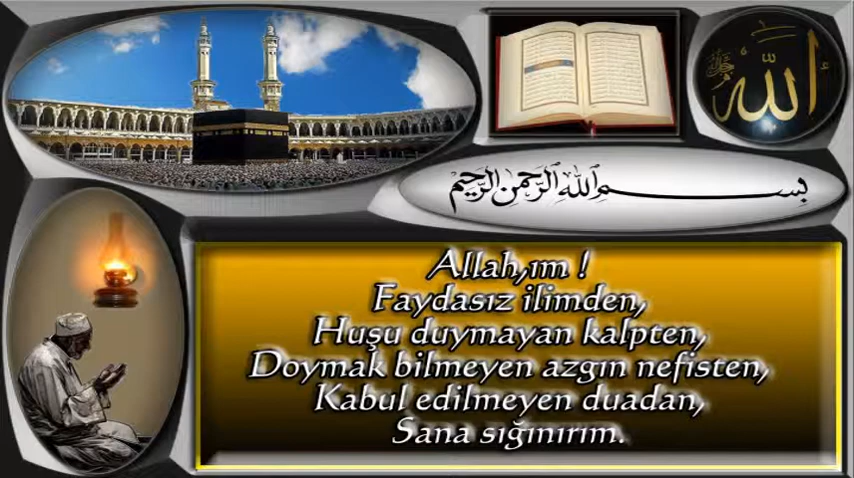 الله
بسم الله الرحمن الرحيم
Allah,ım !
Faydasız ilimden,
Huşu duymayan kalpten,
Doymak bilmeyen azgın nefisten,
Kabul edilmeyen duadan,
Sana sığınırım.